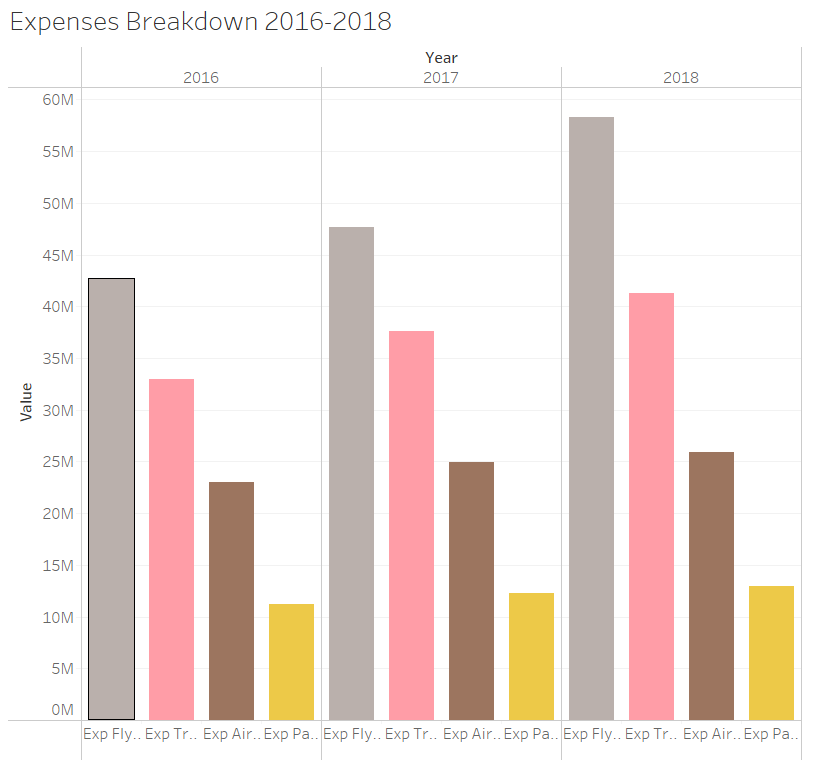 Expenses Breakdown 2016-2018
Year
2016 2017 2018
60M
55M
50M
45M
40M
35M
30M
25M
20M
15M
10M
5M
0M
Value
Exp Fly.. Exp Tr.. Exp Air.. Exp Pa.. Exp Fly.. Exp Tr.. Exp Air.. Exp Pa.. Exp Fly.. Exp Tr.. Exp Air.. Exp Pa..